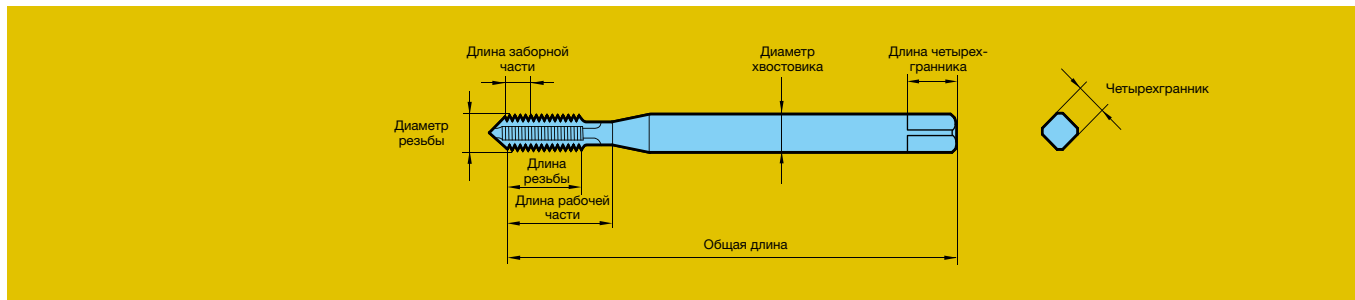 Длина заборной
части
Диаметр
хвостовика
Длина четырех-
гранника
Четырехгранник
Диаметр
резьбы
Длина
резьбы
Длина рабочей
части
Общая длина